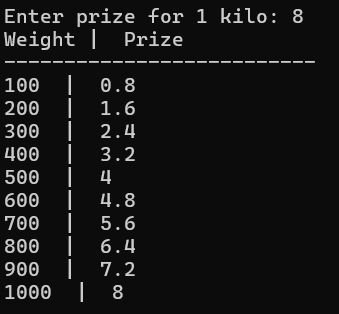 Enter prize for 1 kilo: 8
Weight |  Prize
--------------------------
100  |  0.8
200  |  1.6
300  |  2.4
400  |  3.2
500  |  4
600  |  4.8
700  |  5.6
800  |  6.4
900  |  7.2
1000  |  8